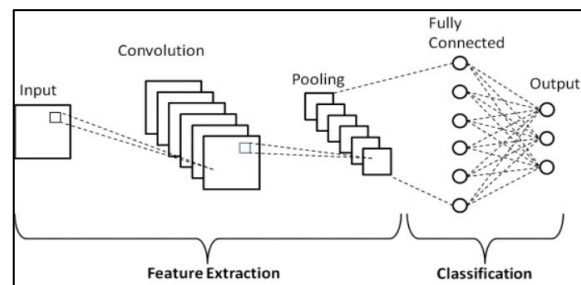 Input
Convolution
Pooling
Fully
Connected
Output
Feature Extraction
Classification